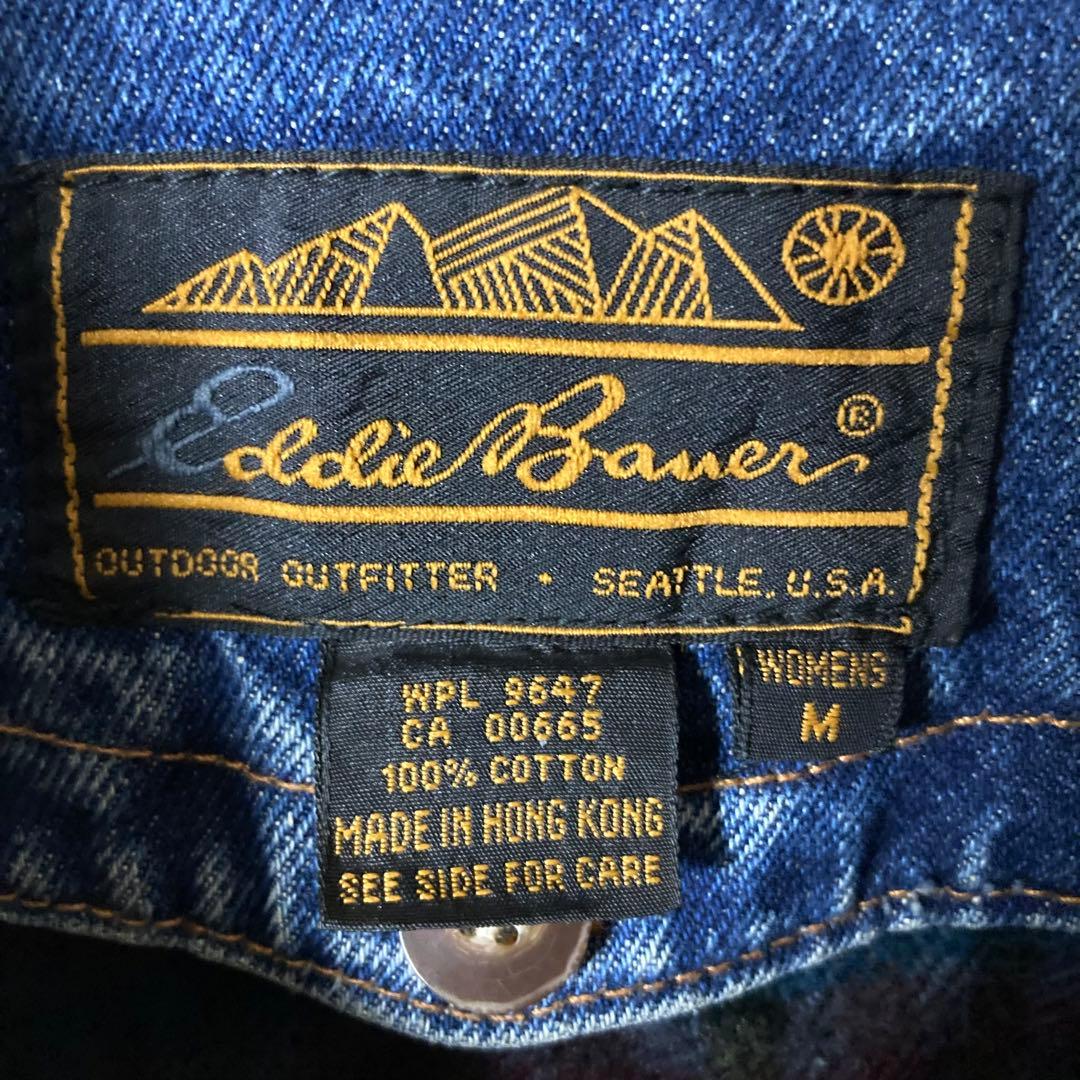 Eddie Bauer®
OUTDOOR OUTFITTER · SEATTLE, U.S.A.
WOMENS
M
WPL 9647
CA 00665
100% COTTON
MADE IN HONG KONG
SEE SIDE FOR CARE